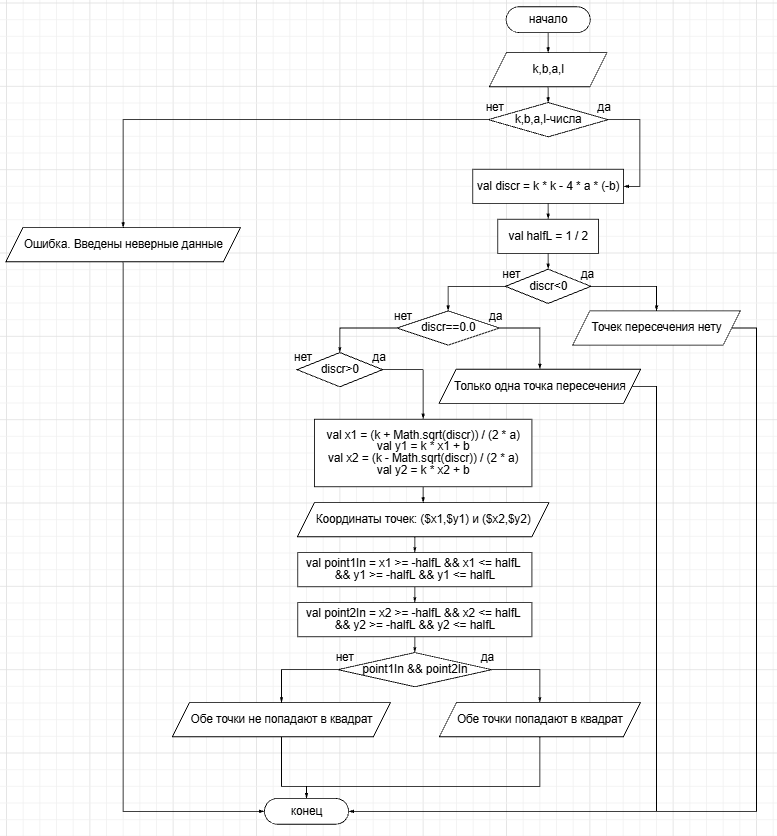 начало
k,b,a,l
нет
да
k,b,a,l-числа
val discr = k * k - 4 * a * (-b)
Ошибка. Введены неверные данные
val halfL = 1 / 2
нет
да
discr<0
нет
да
discr==0.0
Точек пересечения нету
нет
да
discr>0
Только одна точка пересечения
val x1 = (k + Math.sqrt(discr)) / (2 * a)
val y1 = k * x1 + b
val x2 = (k - Math.sqrt(discr)) / (2 * a)
val y2 = k * x2 + b
Координаты точек: ($x1,$y1) и ($x2,$y2)
val point1In = x1 >= -halfL && x1 <= halfL
&& y1 >= -halfL && y1 <= halfL
val point2In = x2 >= -halfL && x2 <= halfL
&& y2 >= -halfL && y2 <= halfL
нет
да
point1In && point2In
Обе точки не попадают в квадрат
Обе точки попадают в квадрат
конец